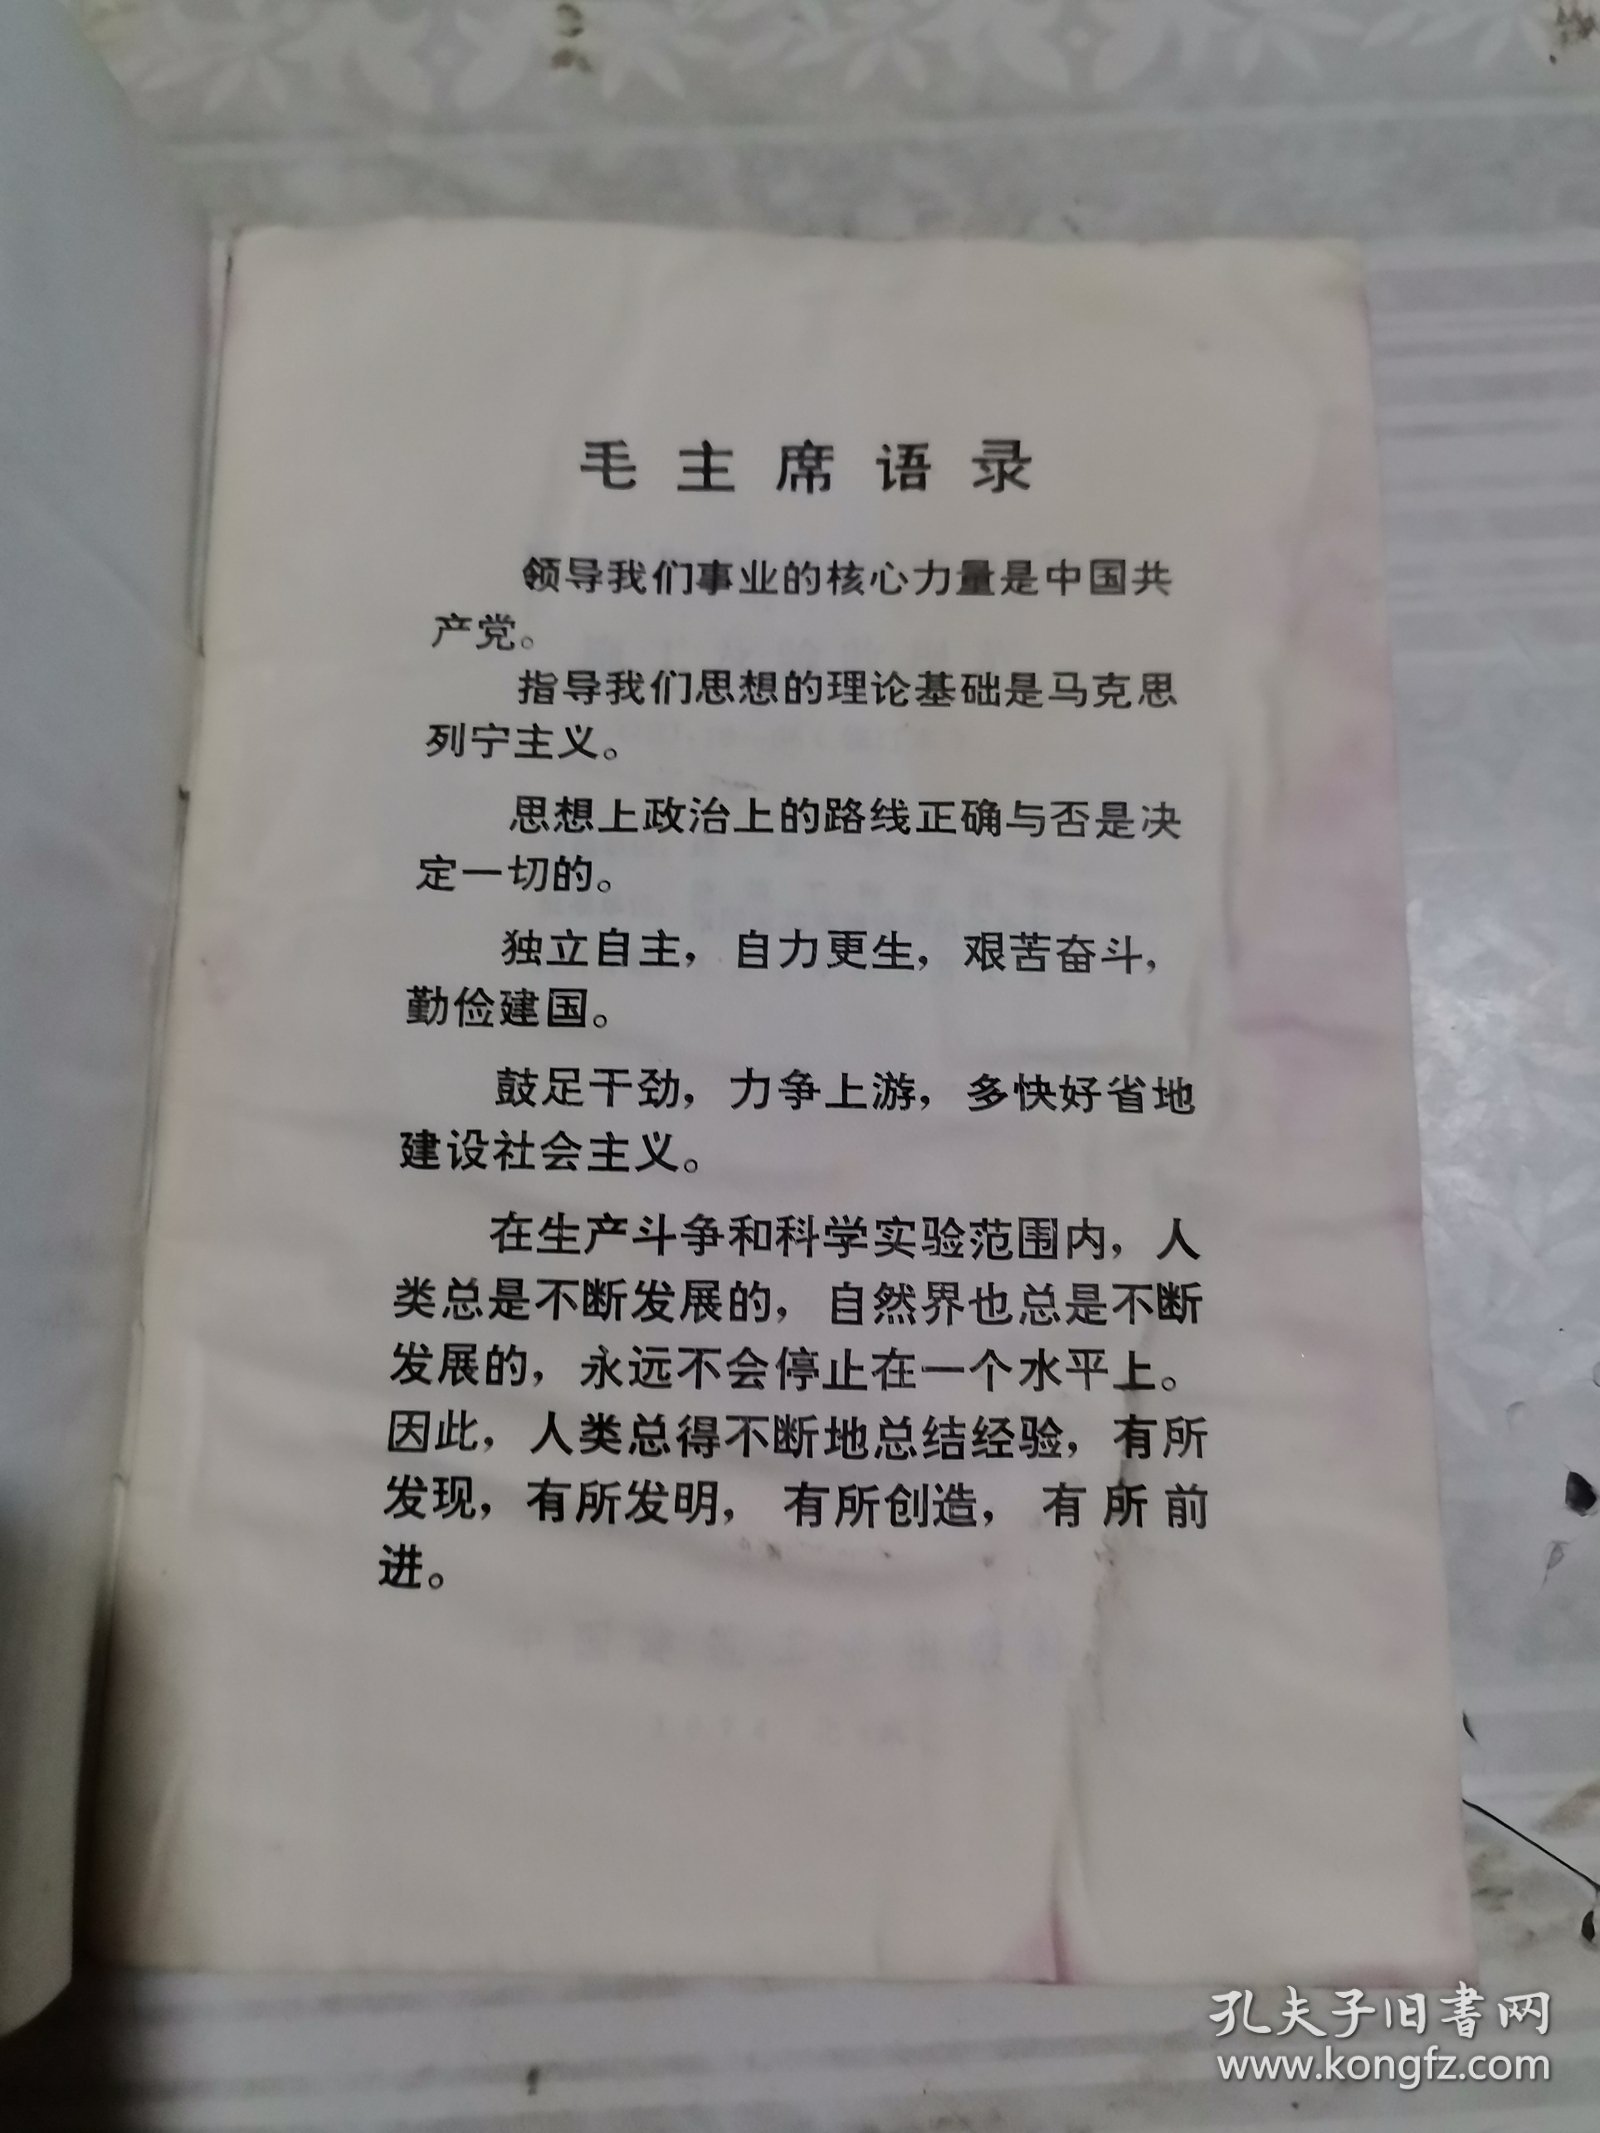 毛主席语录
领导我们事业的核心力量是中国共
产党。
指导我们思想的理论基础是马克思
列宁主义。
思想上政治上的路线正确与否是决
定一切的。
独立自主，自力更生，艰苦奋斗，
勤俭建国。
鼓足干劲，力争上游，多快好省地
建设社会主义。
在生产斗争和科学实验范围内，人
类总是不断发展的，自然界也总是不断
发展的，永远不会停止在一个水平上。
因此，人类总得不断地总结经验，有所
发现，有所发明，有所创造，有所前
进。
孔夫子旧书网
www.kongfz.com